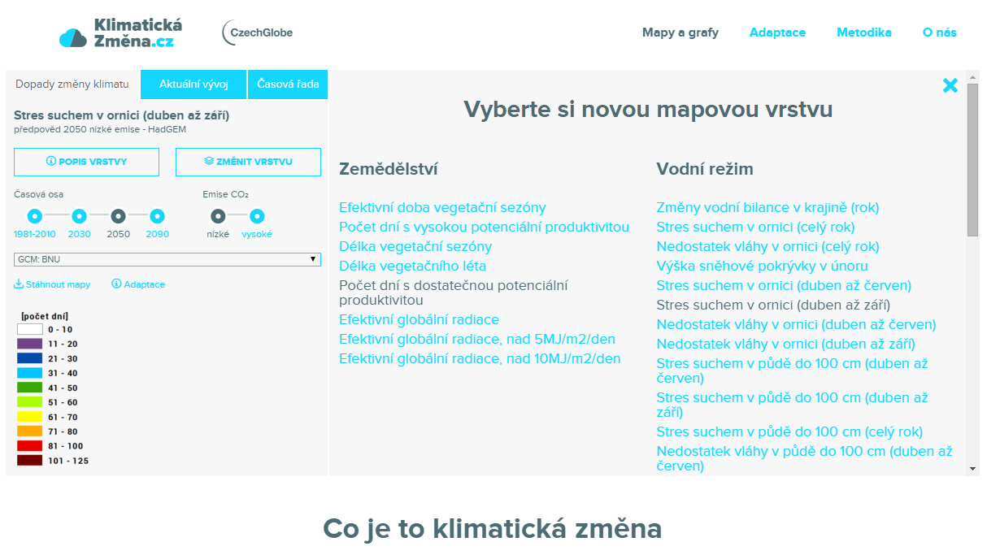 Klimatická
Změna.cz
CzechGlobe
Mapy a grafy
Adaptace
Metodika
O nás
Dopady změny klimatu
Aktuální vývoj
Časová řada
Stres suchem v ornici (duben až září)
předpověd 2050 nízké emise - HadGEM
POPIS VRSTVY
ZMĚNIT VRSTVU
Časová osa
Emise CO₂
1981-2010
2030
2050
2090
nízké
vysoké
GCM: BNU
Stáhnout mapy
Adaptace
[počet dní]
0 - 10
11 - 20
21 - 30
31 - 40
41 - 50
51 - 60
61 - 70
71 - 80
81 - 100
101 - 125
Vyberte si novou mapovou vrstvu
Zemědělství
Efektivní doba vegetační sezóny
Počet dní s vysokou potenciální produktivitou
Délka vegetační sezóny
Délka vegetačního léta
Počet dní s dostatečnou potenciální
produktivitou
Efektivní globální radiace
Efektivní globální radiace, nad 5MJ/m2/den
Efektivní globální radiace, nad 10MJ/m2/den
Vodní režim
Změny vodní bilance v krajině (rok)
Stres suchem v ornici (celý rok)
Nedostatek vláhy v ornici (celý rok)
Výška sněhové pokrývky v únoru
Stres suchem v ornici (duben až červen)
Stres suchem v ornici (duben až září)
Nedostatek vláhy v ornici (duben až červen)
Nedostatek vláhy v ornici (duben až září)
Stres suchem v půdě do 100 cm (duben až
červen)
Stres suchem v půdě do 100 cm (duben až
září)
Stres suchem v půdě do 100 cm (celý rok)
Nedostatek vláhy v půdě do 100 cm (duben až
červen)
Co je to klimatická změna